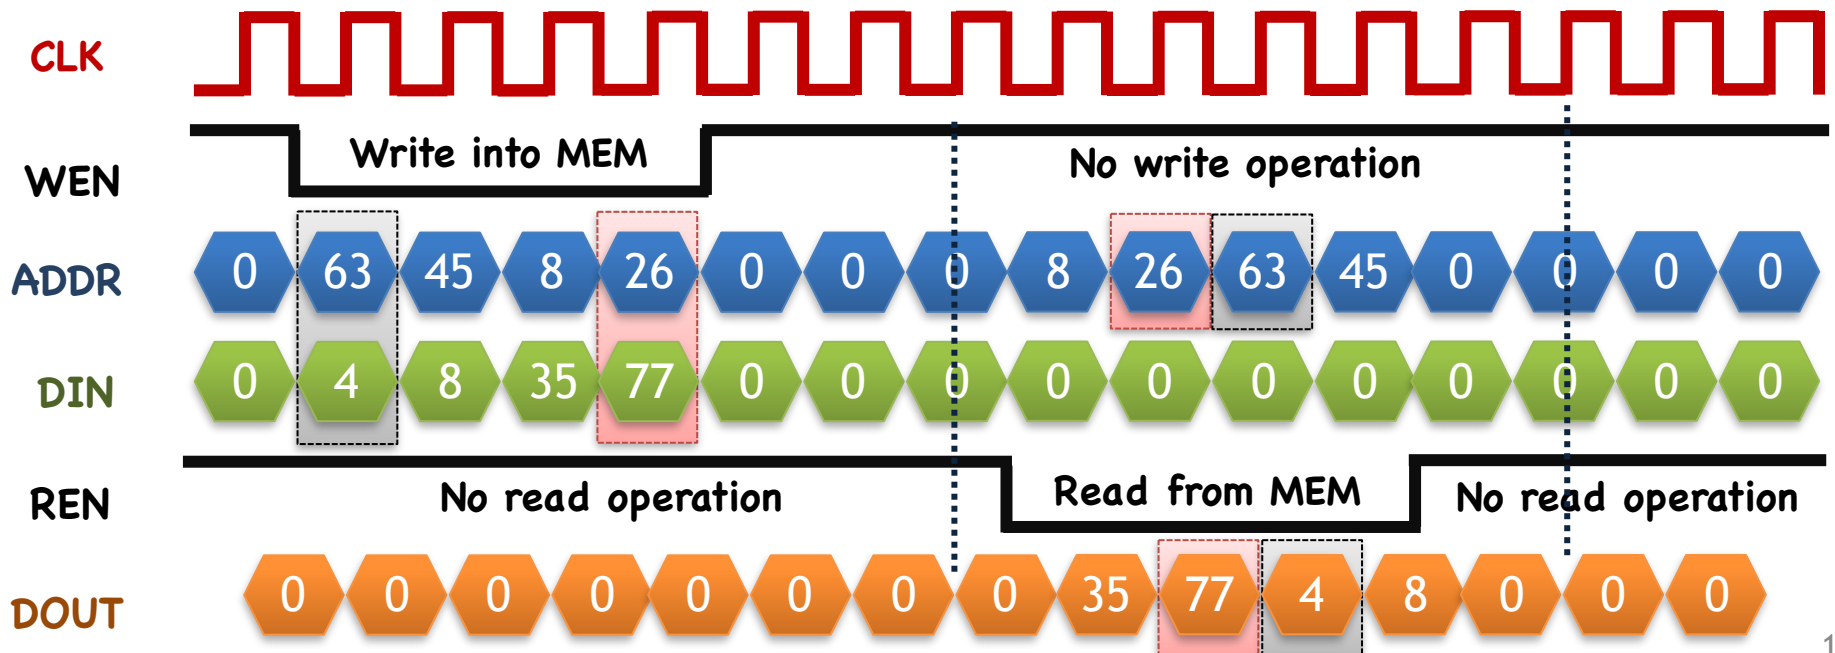 CLK
Write into MEM
No write operation
WEN
ADDR 0 63 45 8 26 0 0 0 8 26 63 45 0 0 0 0
DIN 0 4 8 35 77 0 0 0 0 0 0 0 0 0 0 0
No read operation Read from MEM No read operation
REN
DOUT 0 0 0 0 0 0 0 0 35 77 4 8 0 0 0
1